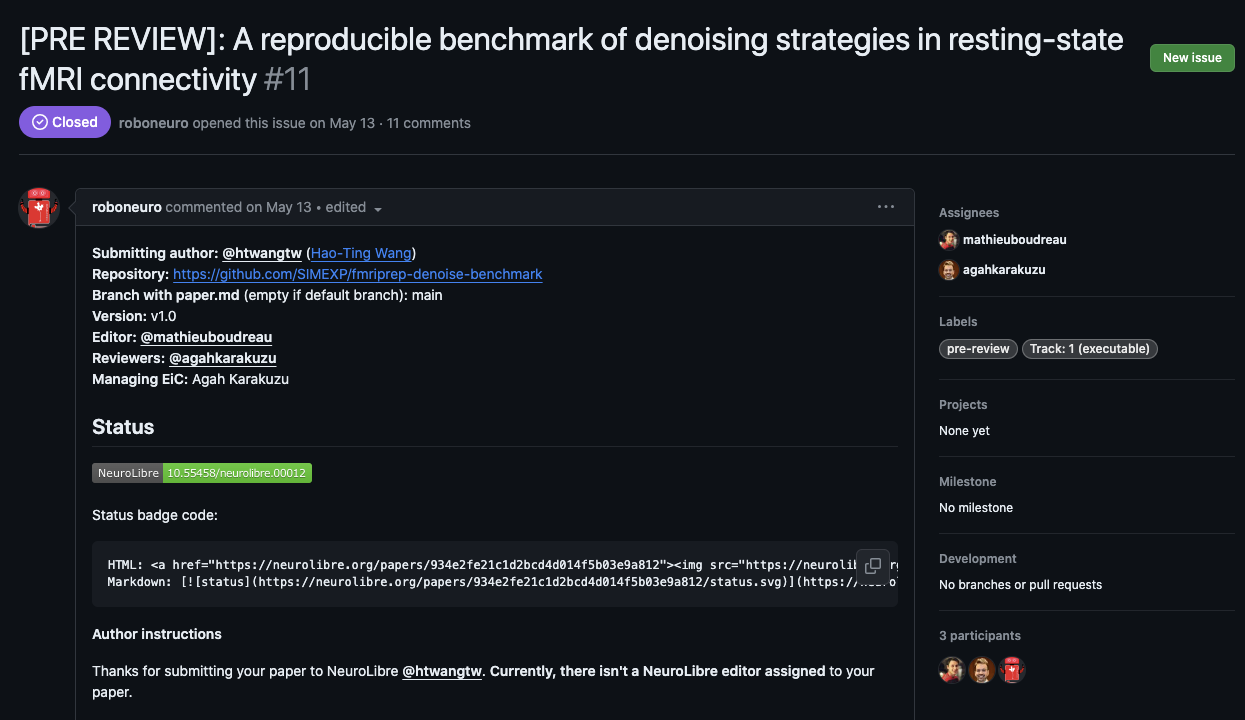 [PRE REVIEW]: A reproducible benchmark of denoising strategies in resting-state
fMRI connectivity #11
New issue
Closed
roboneuro opened this issue on May 13 · 11 comments
roboneuro commented on May 13 • edited
Submitting author: @htwangtw (Hao-Ting Wang)
Repository: https://github.com/SIMEXP/fmriprep-denoise-benchmark
Branch with paper.md (empty if default branch): main
Version: v1.0
Editor: @mathieuboudreau
Reviewers: @agahkarakuzu
Managing EiC: Agah Karakuzu
Status
NeuroLibre 10.55458/neurolibre.00012
Status badge code:
HTML: <a href="https://neurolibre.org/papers/934e2fe21c1d2bcd4d014f5b03e9a812"><img src="https://neurolib
Markdown: [![status](https://neurolibre.org/papers/934e2fe21c1d2bcd4d014f5b03e9a812/status.svg)](https://neurol
Author instructions
Thanks for submitting your paper to NeuroLibre @htwangtw. Currently, there isn't a NeuroLibre editor assigned to your
paper.
Assignees
mathieuboudreau
agahkarakuzu
Labels
pre-review
Track: 1 (executable)
Projects
None yet
Milestone
No milestone
Development
No branches or pull requests
3 participants